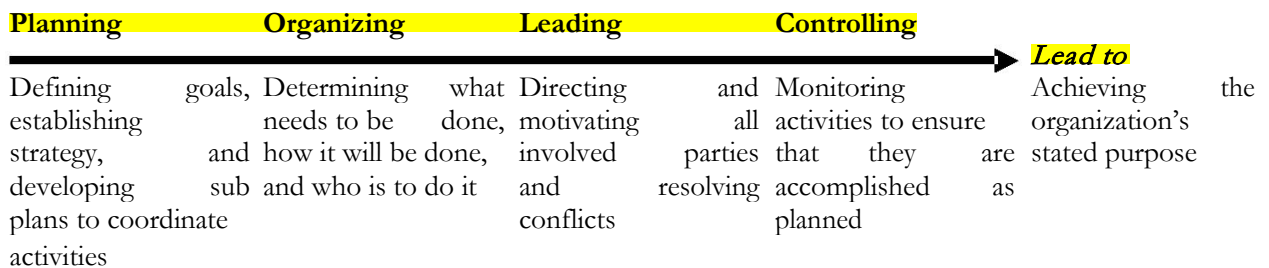 Planning Organizing Leading Controlling
Lead to
Defining goals,
establishing
strategy, and
developing sub
plans to coordinate
activities
Determining what
needs to be done,
how it will be done,
and who is to do it
Directing and
motivating all
involved parties
and resolving
conflicts
Monitoring
activities to ensure
that they are
accomplished as
planned
Achieving the
organization’s
stated purpose